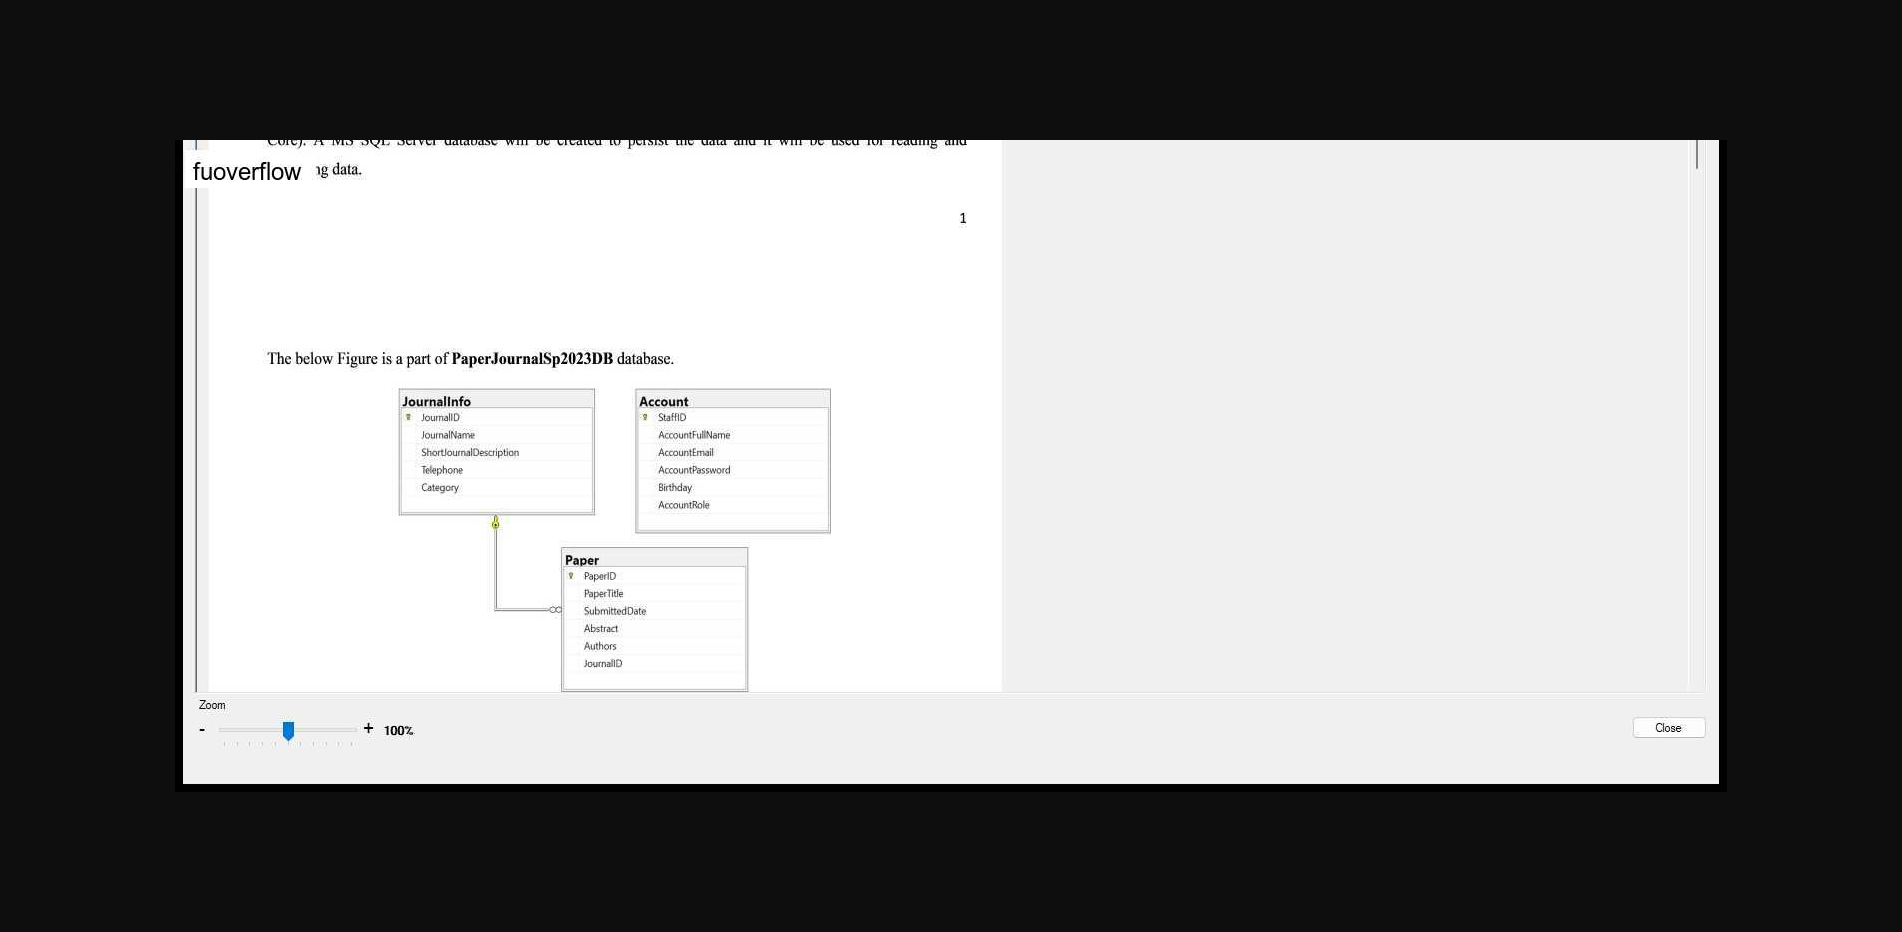 Core). A MS SQL Server database will be created to persist the data and it will be used for reading and
fuoverflow ng data.
1
The below Figure is a part of PaperJournalSp2023DB database.
JournalInfo
JournalID
JournalName
ShortJournalDescription
Telephone
Category
Account
StaffID
AccountFullName
AccountEmail
AccountPassword
Birthday
AccountRole
Paper
PaperID
PaperTitle
SubmittedDate
Abstract
Authors
JournalID
Zoom
- + 100%
Close